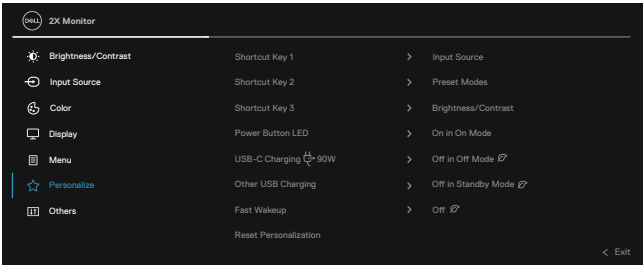 DELL 2X Monitor
Brightness/Contrast Shortcut Key 1 > Input Source
Input Source Shortcut Key 2 > Preset Modes
Color Shortcut Key 3 > Brightness/Contrast
Display Power Button LED > On in On Mode
Menu USB-C Charging 90W > Off in Off Mode
Personalize Other USB Charging > Off in Standby Mode
Others Fast Wakeup > Off
Reset Personalization
< Exit